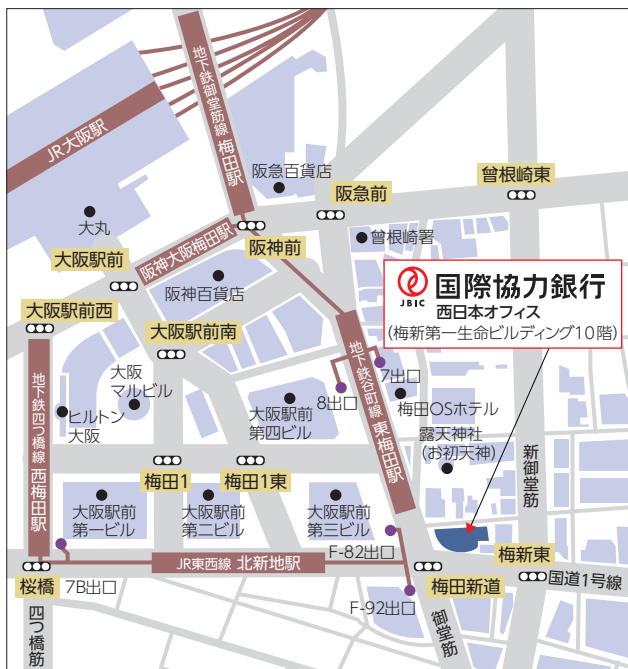 JR大阪駅
地下鉄御堂筋線 梅田駅
阪急百貨店
阪急前
曾根崎東
大丸
阪神大阪梅田駅
阪神前
曾根崎署
大阪駅前
阪神百貨店
JBIC
国際協力銀行
西日本オフィス
(梅新第一生命ビルディング10階)
大阪駅前西
大阪駅前南
地下鉄四つ橋線 西梅田駅
大阪
マルビル
ヒルトン
大阪
大阪駅前
第四ビル
8出口
7出口
地下鉄谷町線 東梅田駅
梅田OSホテル
露天神社
(お初天神)
新御堂筋
梅田1
梅田1東
大阪駅前
第一ビル
大阪駅前
第二ビル
大阪駅前
第三ビル
F-82出口
JR東西線 北新地駅
梅新東
国道1号線
桜橋
7B出口
梅田新道
F-92出口
四つ橋筋
御堂筋